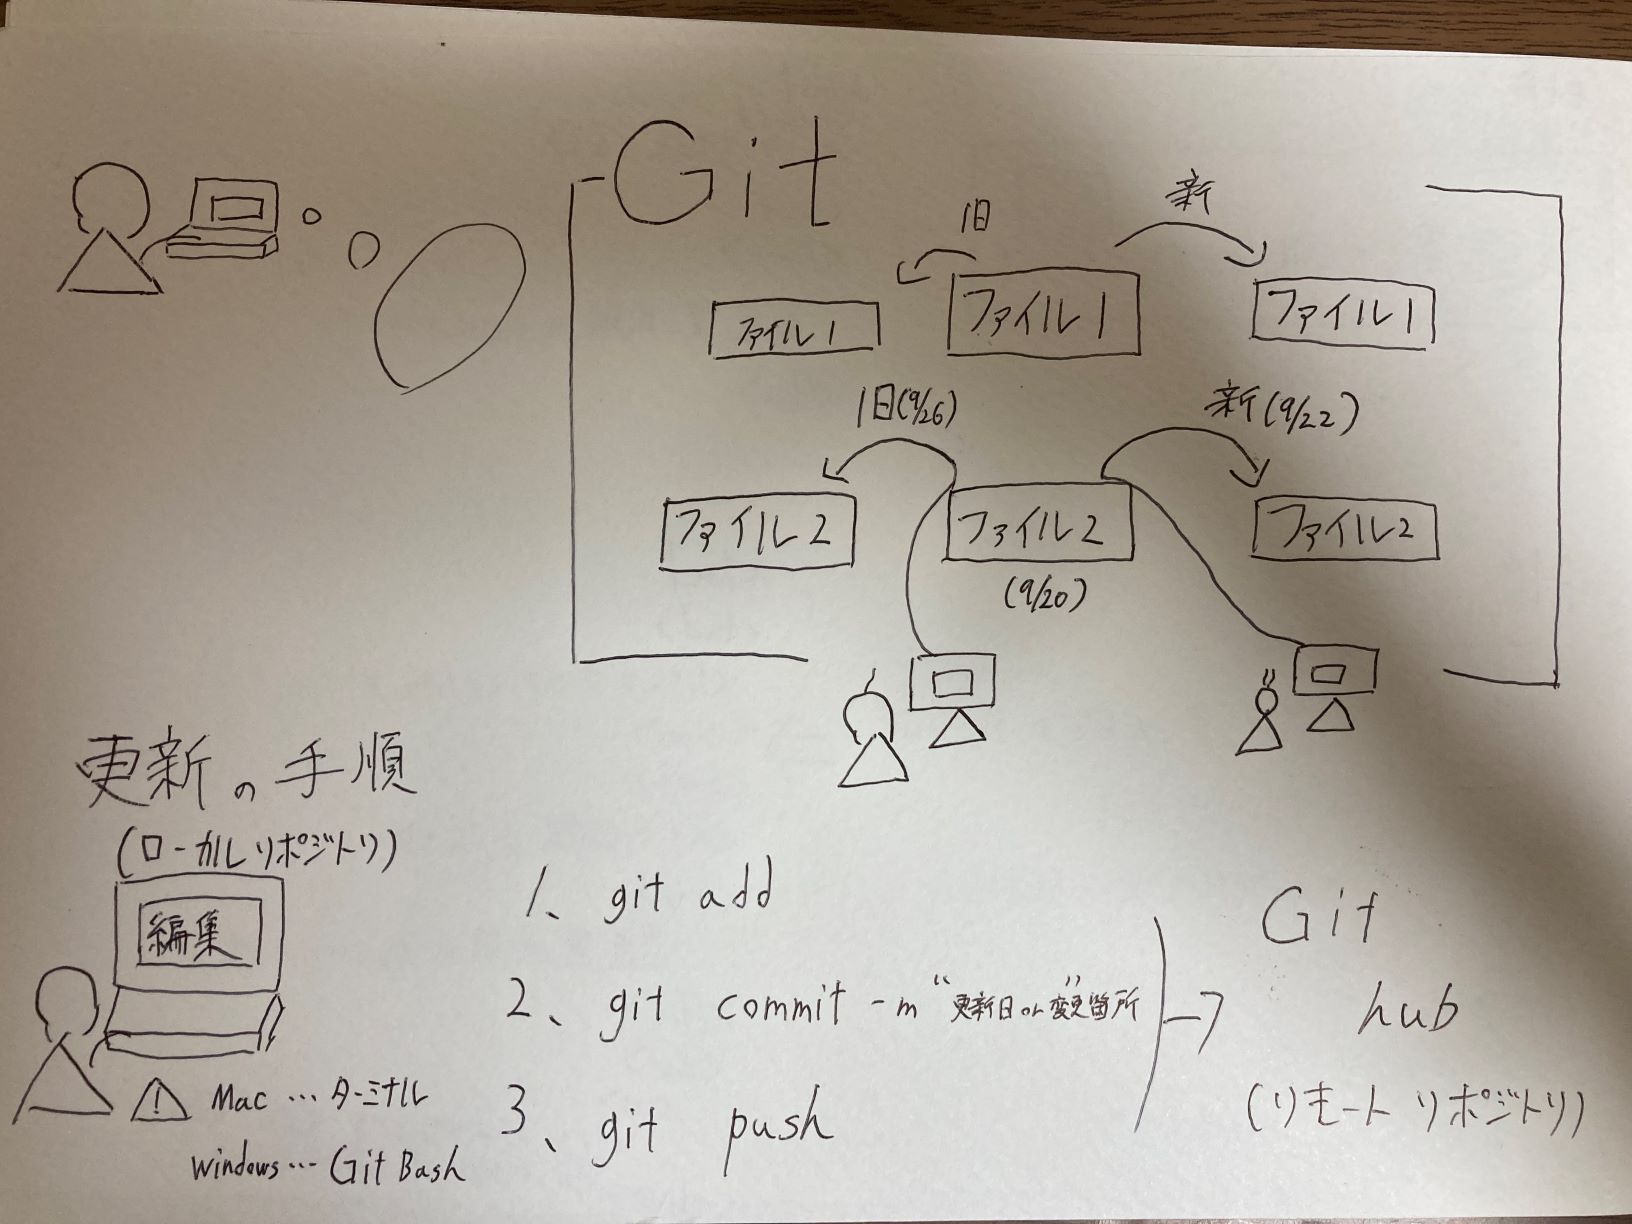 Git
旧
新
ファイル1
ファイル1
ファイル1
旧(9/26)
新(9/22)
ファイル2
ファイル2
ファイル2
(9/20)
更新の手順
(ローカルリポジトリ)
編集
⚠ Mac … ターミナル
windows … Git Bash
1、 git add
2、 git commit -m "更新日or変更箇所"
3、 git push
Git
hub
(リモートリポジトリ)